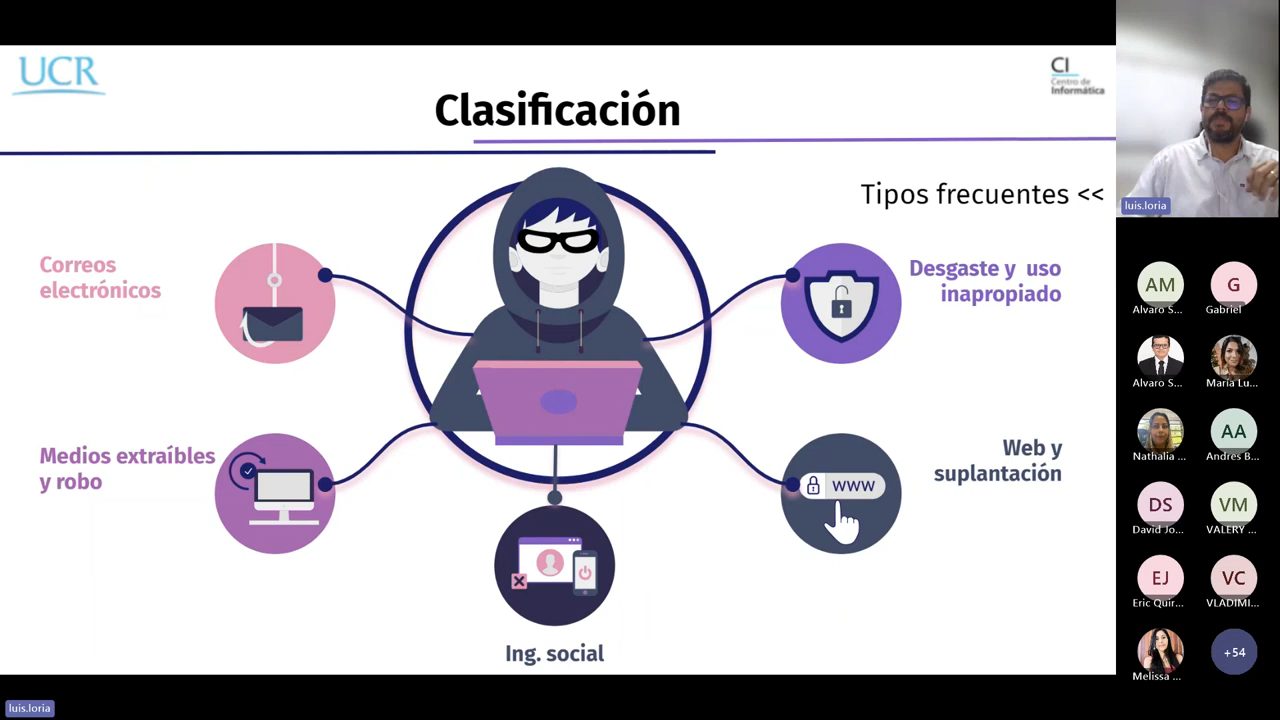 UCR
CI
Centro de
Informática
Clasificación
Tipos frecuentes <<
Correos
electrónicos
Desgaste y uso
inapropiado
Medios extraíbles
y robo
Web y
suplantación
www
Ing. social
luis.loria
AM
Alvaro S...
G
Gabriel
Alvaro S...
María Lu...
Nathalia ...
AA
Andrés B...
DS
David Jo...
VM
VALERY ...
EJ
Eric Quir...
VC
VLADIMI...
Melissa ...
+54
luis.loria